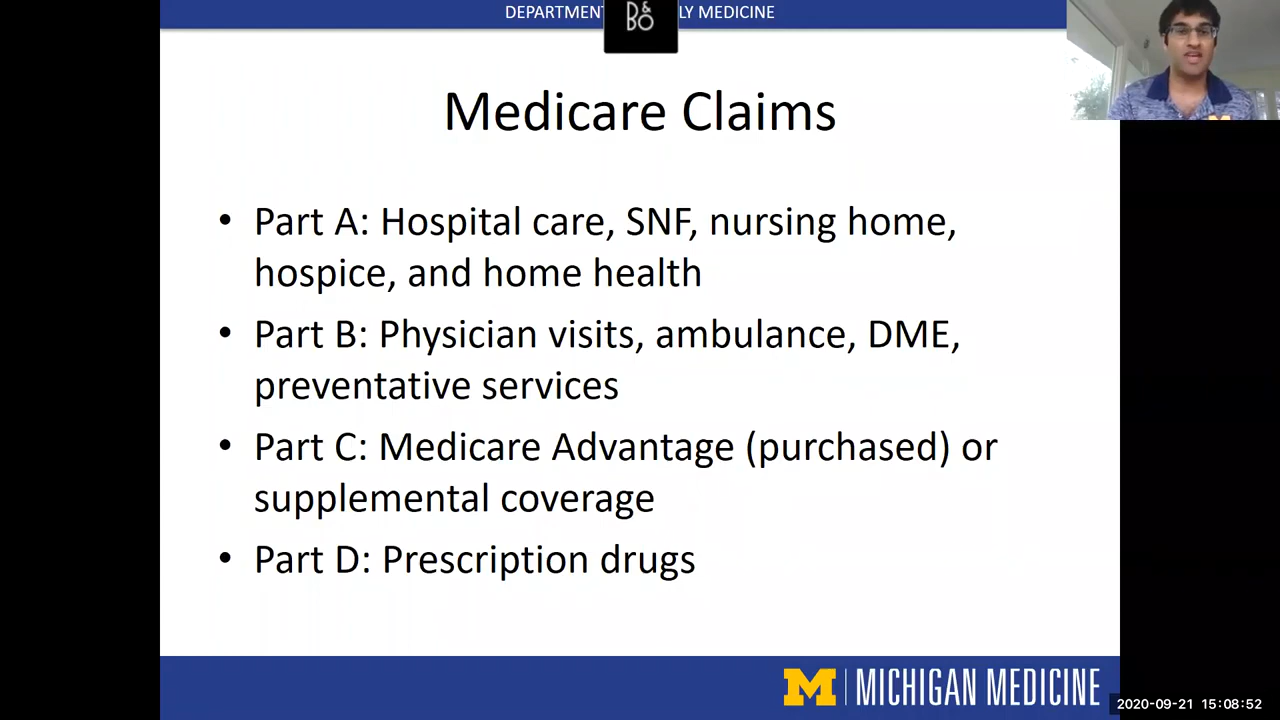 DEPARTMENT LY MEDICINE
D&
BO
Medicare Claims
• Part A: Hospital care, SNF, nursing home,
hospice, and home health
• Part B: Physician visits, ambulance, DME,
preventative services
• Part C: Medicare Advantage (purchased) or
supplemental coverage
• Part D: Prescription drugs
M MICHIGAN MEDICINE
2020-09-21 15:08:52